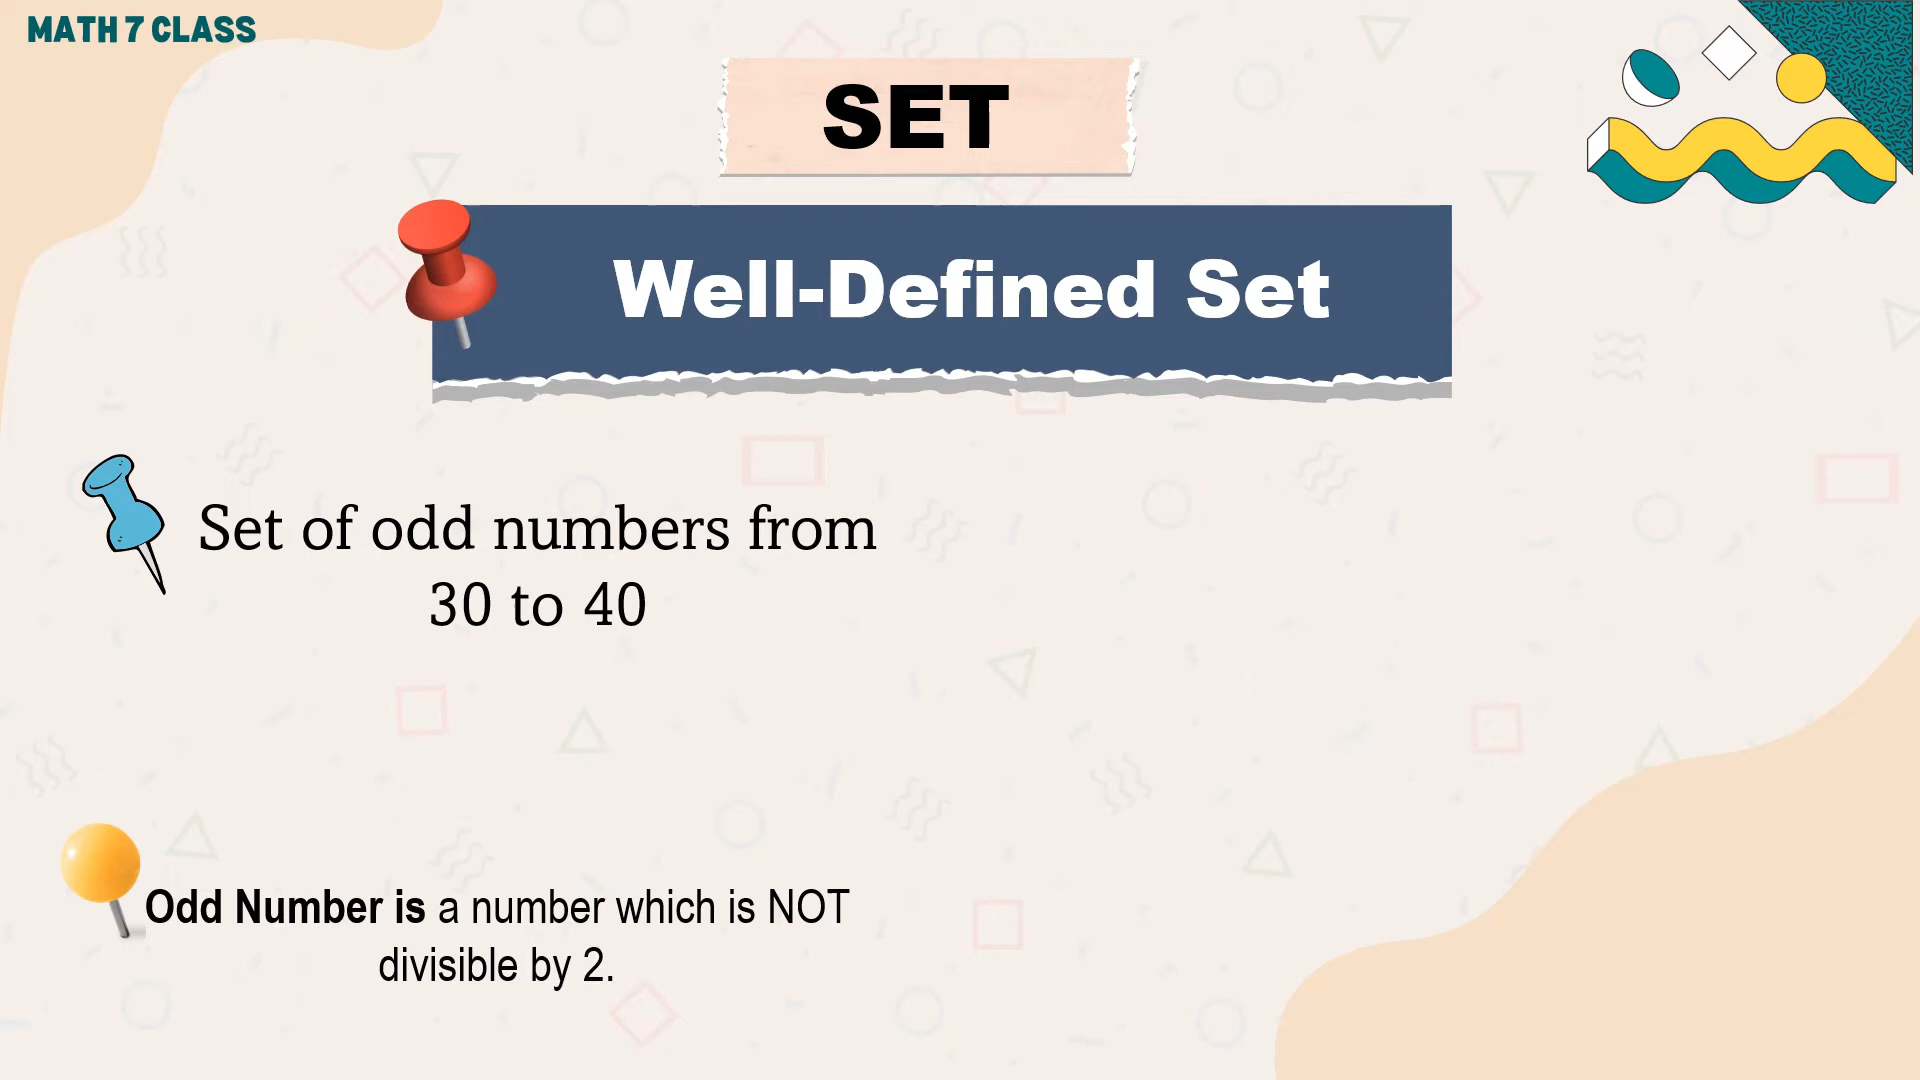 MATH 7 CLASS
SET
Well-Defined Set
Set of odd numbers from
30 to 40
Odd Number is a number which is NOT
divisible by 2.